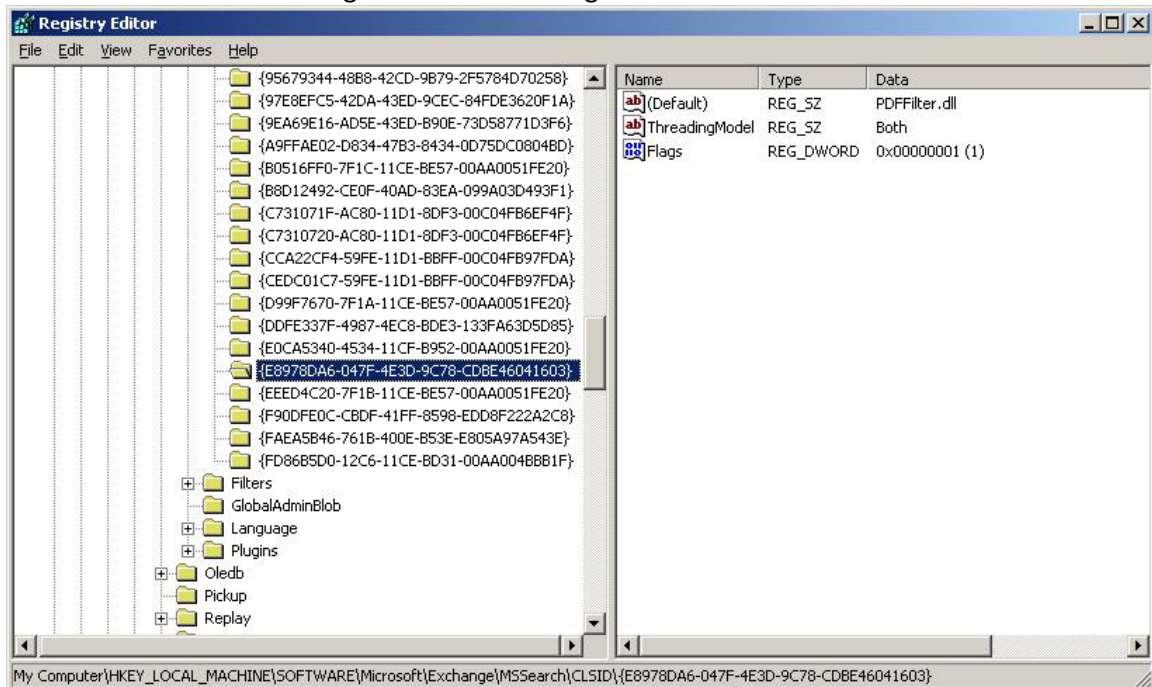 Registry Editor
File Edit View Favorites Help
{95679344-48B8-42CD-9B79-2F5784D70258}
{97E8EFC5-42DA-43ED-9CEC-84FDE3620F1A}
{9EA69E16-AD5E-43ED-B90E-73D58771D3F6}
{A9FFAE02-D834-47B3-8434-0D75DC0804BD}
{B0516FF0-7F1C-11CE-BE57-00AA0051FE20}
{B8D12492-CE0F-40AD-83EA-099A03D493F1}
{C731071F-AC80-11D1-8DF3-00C04FB6EF4F}
{C7310720-AC80-11D1-8DF3-00C04FB6EF4F}
{CCA22CF4-59FE-11D1-BBFF-00C04FB97FDA}
{CEDC01C7-59FE-11D1-BBFF-00C04FB97FDA}
{D99F7670-7F1A-11CE-BE57-00AA0051FE20}
{DDFE337F-4987-4EC8-BDE3-133FA63D5D85}
{E0CA5340-4534-11CF-B952-00AA0051FE20}
{E8978DA6-047F-4E3D-9C78-CDBE46041603}
{EEED4C20-7F1B-11CE-BE57-00AA0051FE20}
{F90DFE0C-CBDF-41FF-8598-EDD8F222A2C8}
{FAEA5B46-761B-400E-B53E-E805A97A543E}
{FD86B5D0-12C6-11CE-BD31-00AA004BBB1F}
Filters
GlobalAdminBlob
Language
Plugins
Oledb
Pickup
Replay
Name Type Data
(Default) REG_SZ PDFFilter.dll
ThreadingModel REG_SZ Both
Flags REG_DWORD 0x00000001 (1)
My Computer\HKEY_LOCAL_MACHINE\SOFTWARE\Microsoft\Exchange\MSSearch\CLSID\{E8978DA6-047F-4E3D-9C78-CDBE46041603}